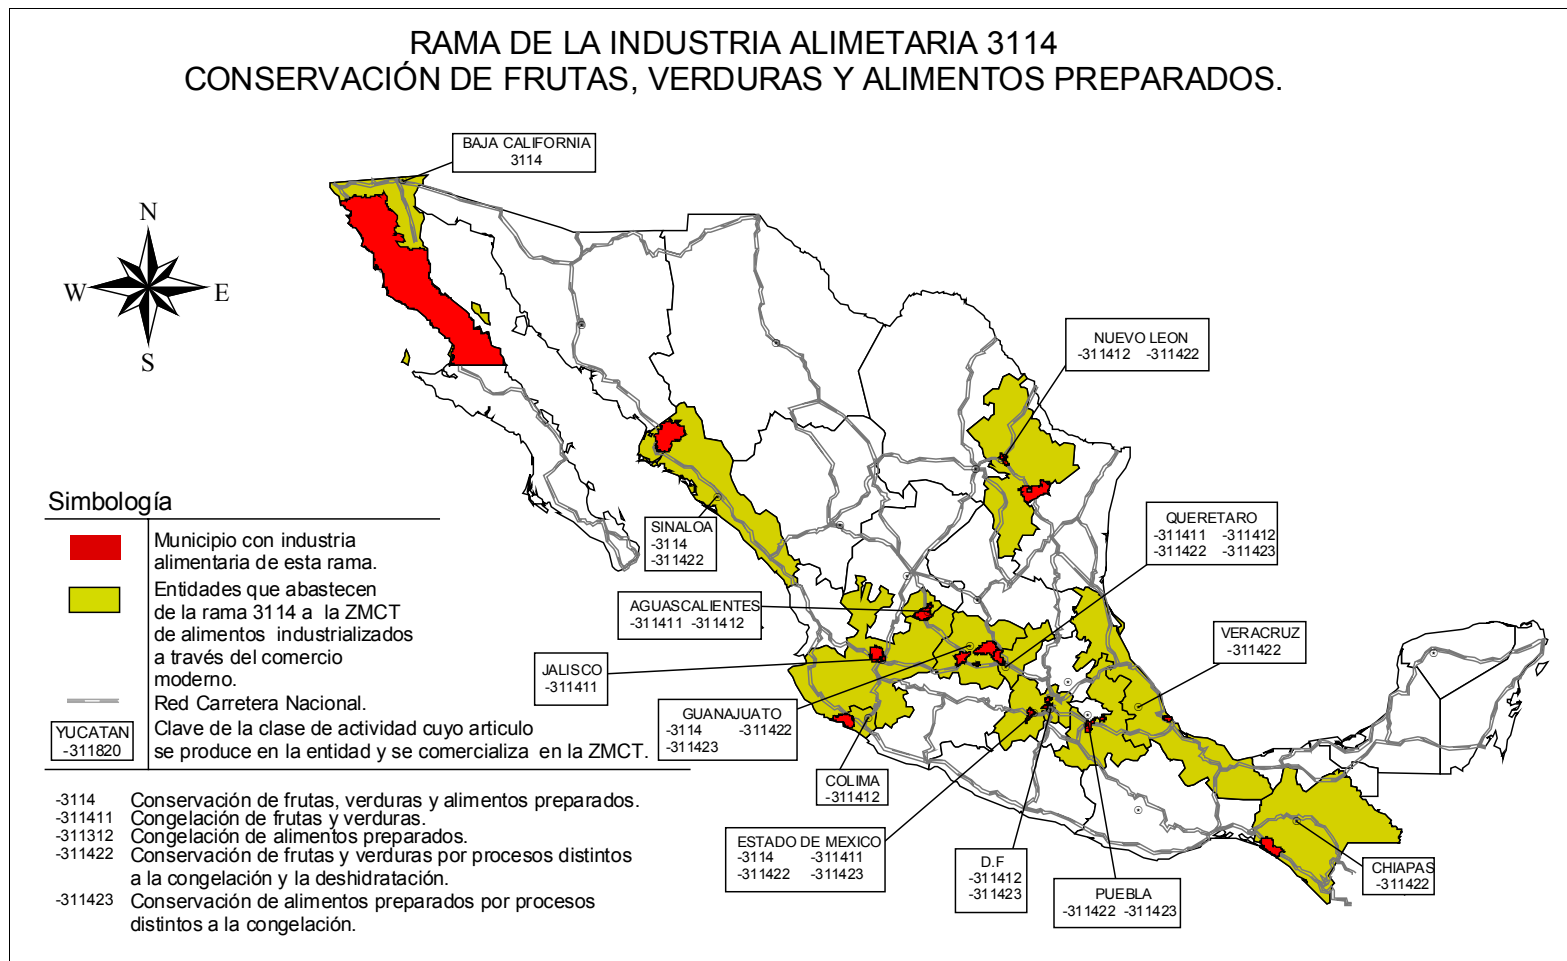 RAMA DE LA INDUSTRIA ALIMETARIA 3114
CONSERVACIÓN DE FRUTAS, VERDURAS Y ALIMENTOS PREPARADOS.
BAJA CALIFORNIA
3114
N
W
E
S
NUEVO LEON
-311412 -311422
QUERETARO
-311411 -311412
-311422 -311423
SINALOA
-3114
-311422
AGUASCALIENTES
-311411 -311412
VERACRUZ
-311422
JALISCO
-311411
GUANAJUATO
-3114 -311422
-311423
COLIMA
-311412
ESTADO DE MEXICO
-3114 -311411
-311422 -311423
D.F
-311412
-311423
PUEBLA
-311422 -311423
CHIAPAS
-311422
Simbología
Municipio con industria
alimentaria de esta rama.
Entidades que abastecen
de la rama 3114 a la ZMCT
de alimentos industrializados
a través del comercio
moderno.
Red Carretera Nacional.
YUCATAN
-311820
Clave de la clase de actividad cuyo articulo
se produce en la entidad y se comercializa en la ZMCT.
-3114 Conservación de frutas, verduras y alimentos preparados.
-311411 Congelación de frutas y verduras.
-311312 Congelación de alimentos preparados.
-311422 Conservación de frutas y verduras por procesos distintos
a la congelación y la deshidratación.
-311423 Conservación de alimentos preparados por procesos
distintos a la congelación.